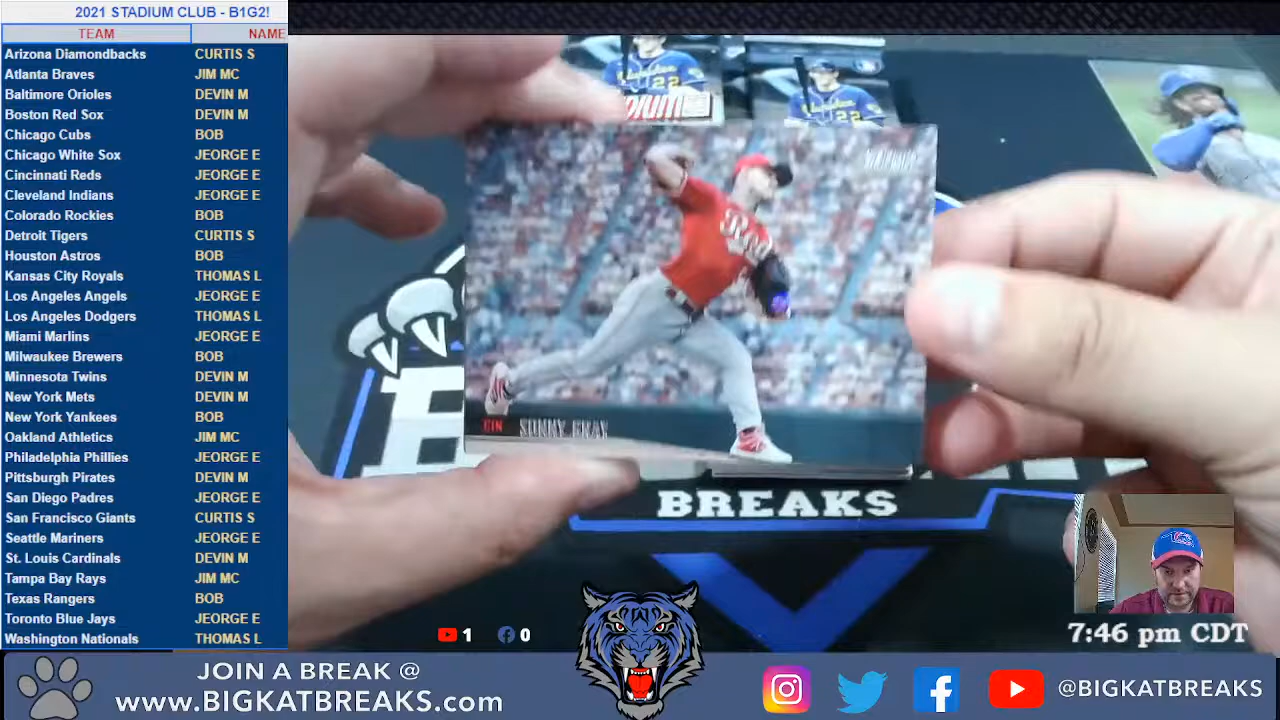 2021 STADIUM CLUB - B1G2!
TEAM NAME
Arizona Diamondbacks CURTIS S
Atlanta Braves JIM MC
Baltimore Orioles DEVIN M
Boston Red Sox DEVIN M
Chicago Cubs BOB
Chicago White Sox JEORGE E
Cincinnati Reds JEORGE E
Cleveland Indians JEORGE E
Colorado Rockies BOB
Detroit Tigers CURTIS S
Houston Astros BOB
Kansas City Royals THOMAS L
Los Angeles Angels JEORGE E
Los Angeles Dodgers THOMAS L
Miami Marlins JEORGE E
Milwaukee Brewers BOB
Minnesota Twins DEVIN M
New York Mets DEVIN M
New York Yankees BOB
Oakland Athletics JIM MC
Philadelphia Phillies JEORGE E
Pittsburgh Pirates DEVIN M
San Diego Padres JEORGE E
San Francisco Giants CURTIS S
Seattle Mariners JEORGE E
St. Louis Cardinals DEVIN M
Tampa Bay Rays JIM MC
Texas Rangers BOB
Toronto Blue Jays JEORGE E
Washington Nationals THOMAS L
22
22
CIN SONNY GRAY
BREAKS
1 0
7:46 pm CDT
JOIN A BREAK @
www.BIGKATBREAKS.com
@BIGKATBREAKS